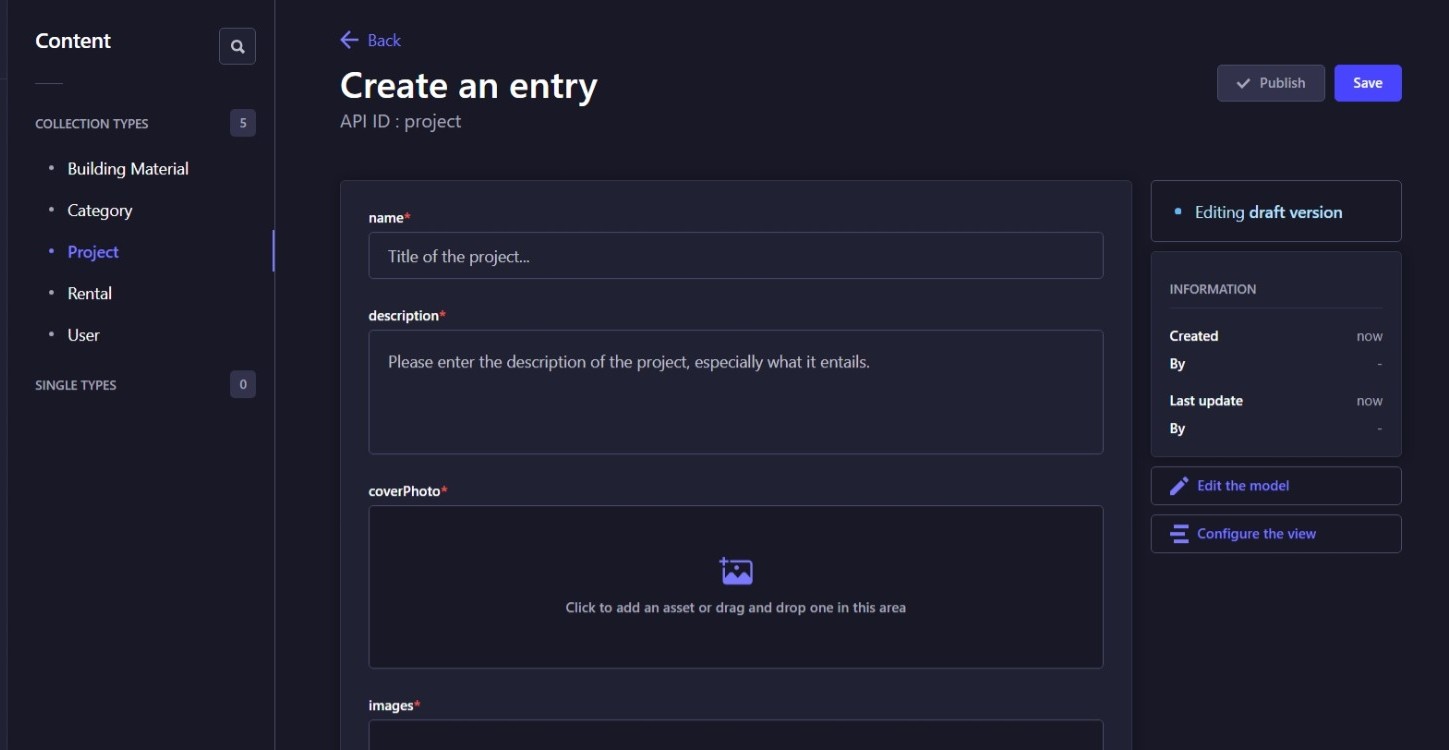 Content
COLLECTION TYPES 5
Building Material
Category
Project
Rental
User
SINGLE TYPES 0
Back
Create an entry
API ID : project
Publish
Save
name*
Title of the project...
description*
Please enter the description of the project, especially what it entails.
coverPhoto*
Click to add an asset or drag and drop one in this area
images*
Editing draft version
INFORMATION
Created now
By -
Last update now
By -
Edit the model
Configure the view